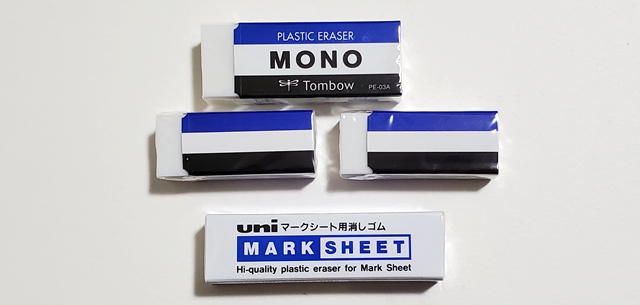 PLASTIC ERASER
MONO
Tombow PE-03A
uni マークシート用消しゴム
MARK SHEET
Hi-quality plastic eraser for Mark Sheet